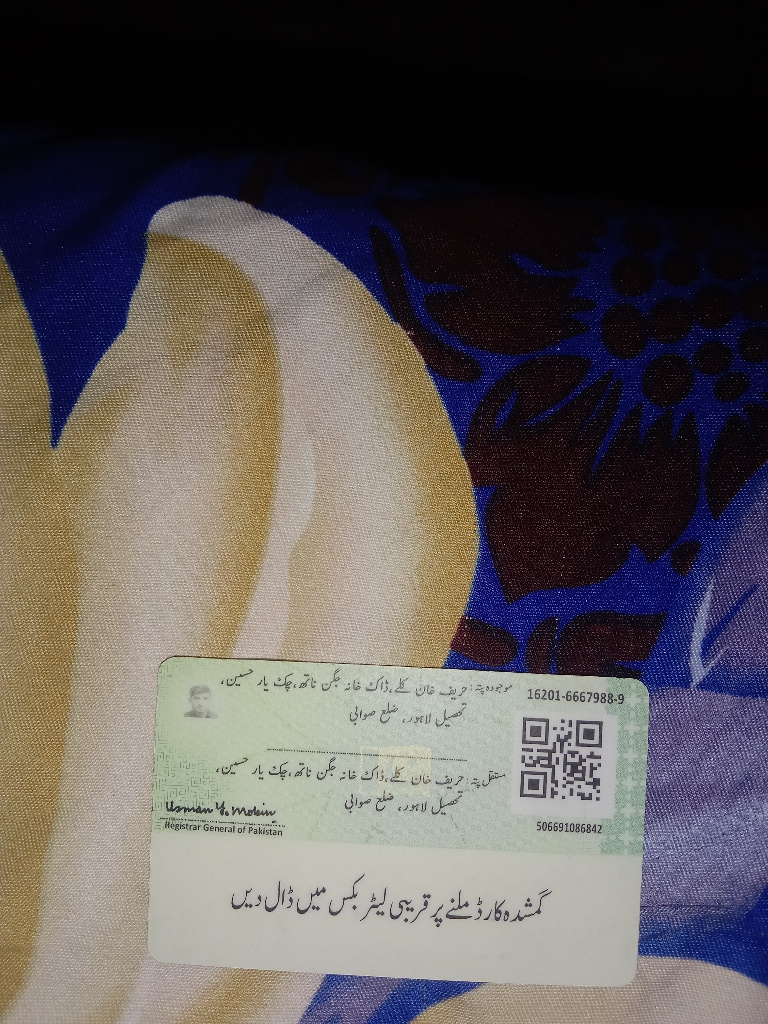 موجودہ پتہ: حریف خان کلے، ڈاک خانہ جگن ناتھ، چک یار حسین،
تحصیل لاہور، ضلع صوابی
16201-6667988-9
مستقل پتہ: حریف خان کلے، ڈاک خانہ جگن ناتھ، چک یار حسین،
تحصیل لاہور، ضلع صوابی
Usman Y. Mobin
Registrar General of Pakistan
506691086842
گمشدہ کارڈ ملنے پر قریبی لیٹر بکس میں ڈال دیں